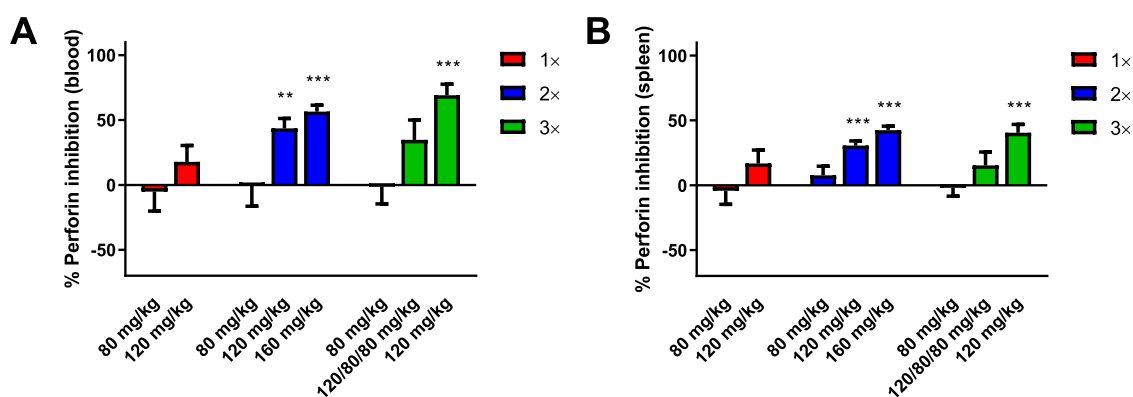 A
% Perforin inhibition (blood)
100
50
0
-50
**
***
***
80 mg/kg
120 mg/kg
80 mg/kg
120 mg/kg
160 mg/kg
80 mg/kg
120/80/80 mg/kg
120 mg/kg
1×
2×
3×
B
% Perforin inhibition (spleen)
100
50
0
-50
***
***
***
80 mg/kg
120 mg/kg
80 mg/kg
120 mg/kg
160 mg/kg
80 mg/kg
120/80/80 mg/kg
120 mg/kg
1×
2×
3×